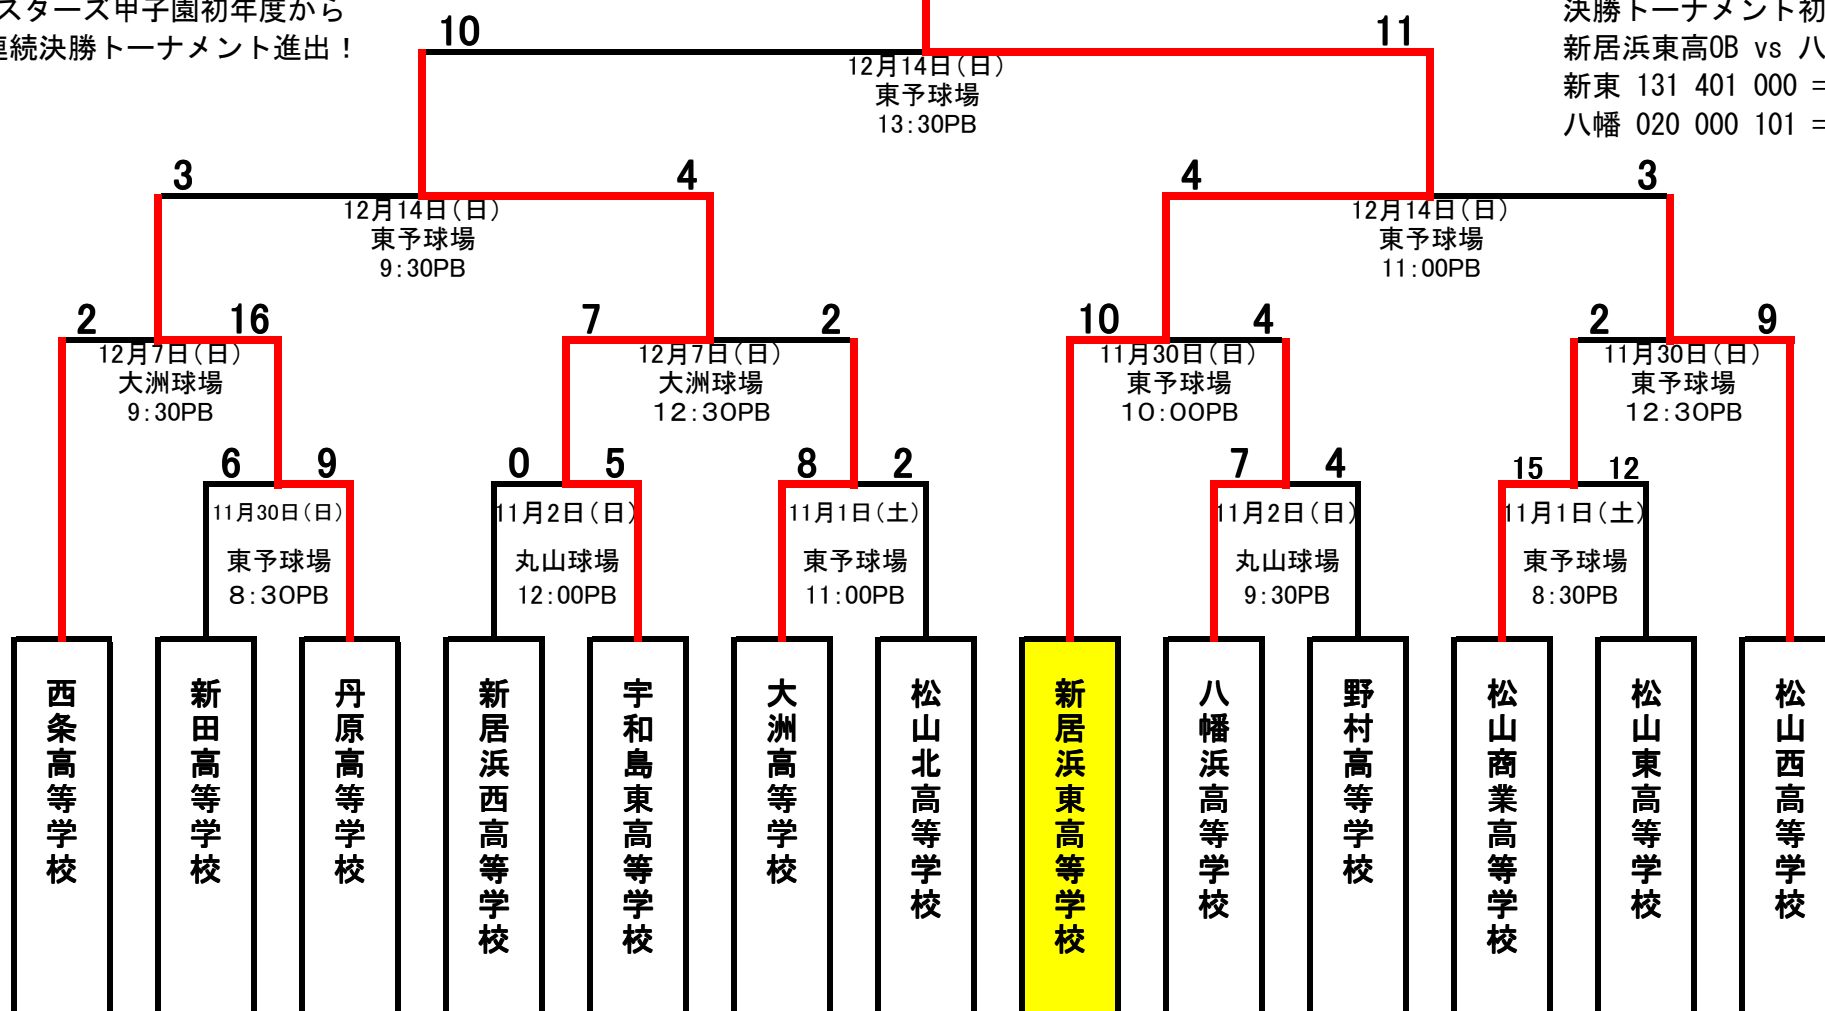 スターズ甲子園初年度から
連続決勝トーナメント進出！
決勝トーナメント初
新居浜東高OB vs 八
新東 131 401 000 =
八幡 020 000 101 =
10
11
12月14日(日)
東予球場
13:30PB
3
4
12月14日(日)
東予球場
9:30PB
4
3
12月14日(日)
東予球場
11:00PB
2
16
12月7日(日)
大洲球場
9:30PB
7
2
12月7日(日)
大洲球場
12:30PB
10
4
11月30日(日)
東予球場
10:00PB
2
9
11月30日(日)
東予球場
12:30PB
6
9
11月30日(日)
東予球場
8:30PB
0
5
11月2日(日)
丸山球場
12:00PB
8
2
11月1日(土)
東予球場
11:00PB
7
4
11月2日(日)
丸山球場
9:30PB
15
12
11月1日(土)
東予球場
8:30PB
西条高等学校
新田高等学校
丹原高等学校
新居浜西高等学校
宇和島東高等学校
大洲高等学校
松山北高等学校
新居浜東高等学校
八幡浜高等学校
野村高等学校
松山商業高等学校
松山東高等学校
松山西高等学校